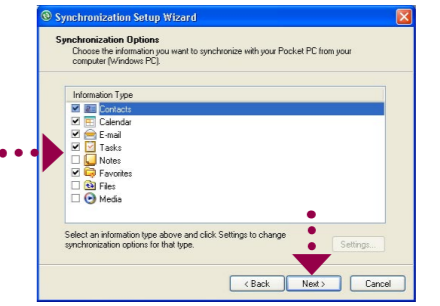 Synchronization Setup Wizard
Synchronization Options
Choose the information you want to synchronize with your Pocket PC from your
computer (Windows PC).
Information Type
Contacts
Calendar
E-mail
Tasks
Notes
Favorites
Files
Media
Select an information type above and click Settings to change
synchronization options for that type.
Settings...
< Back
Next >
Cancel